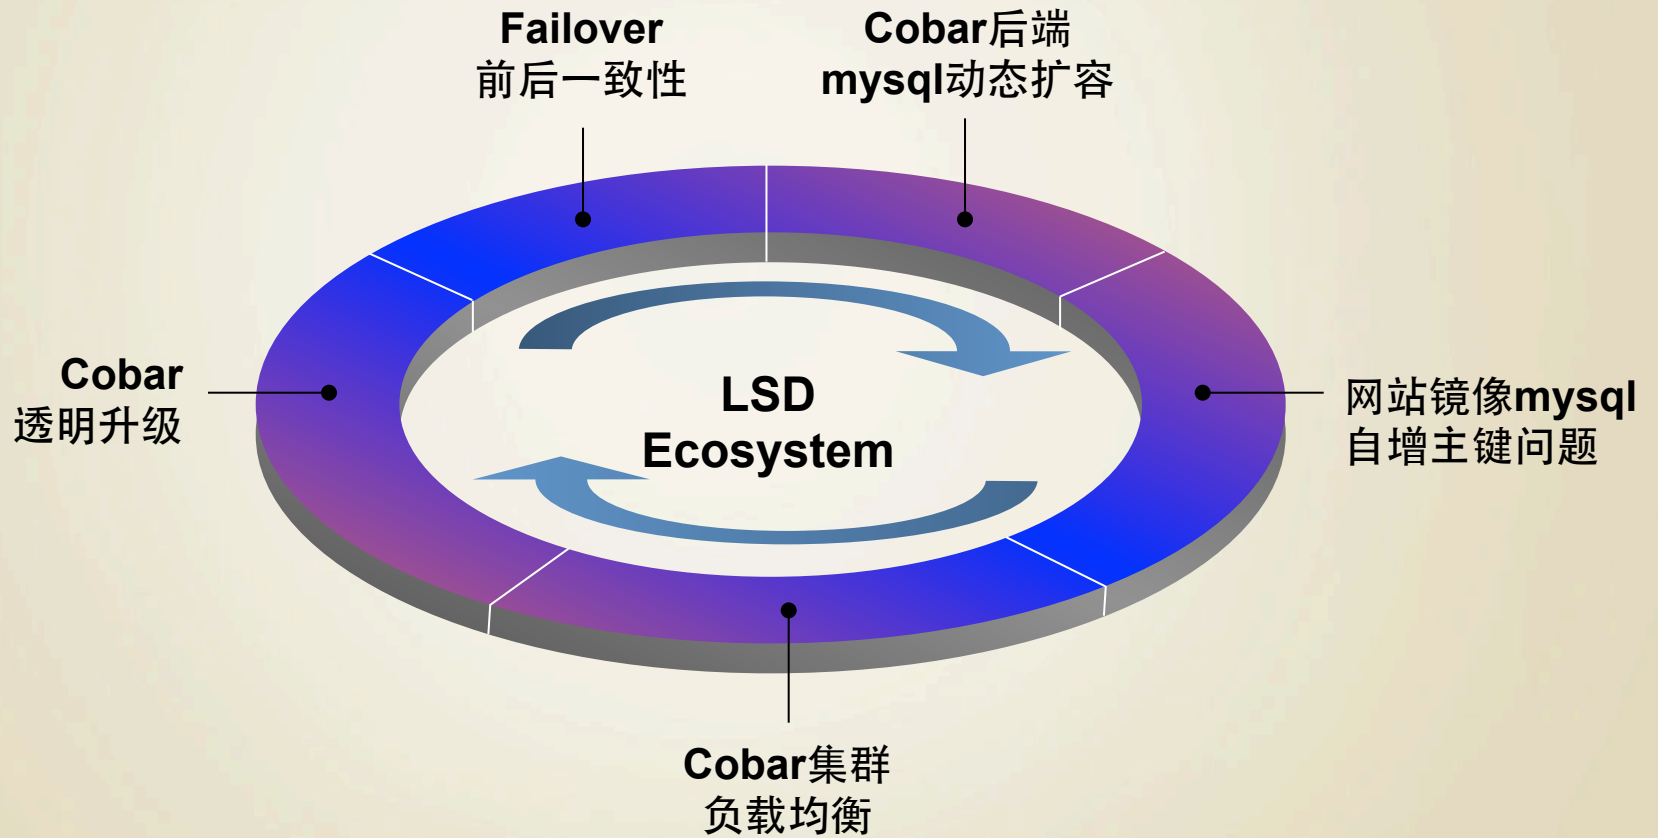 Failover
前后一致性
Cobar后端
mysql动态扩容
Cobar
透明升级
LSD
Ecosystem
网站镜像mysql
自增主键问题
Cobar集群
负载均衡